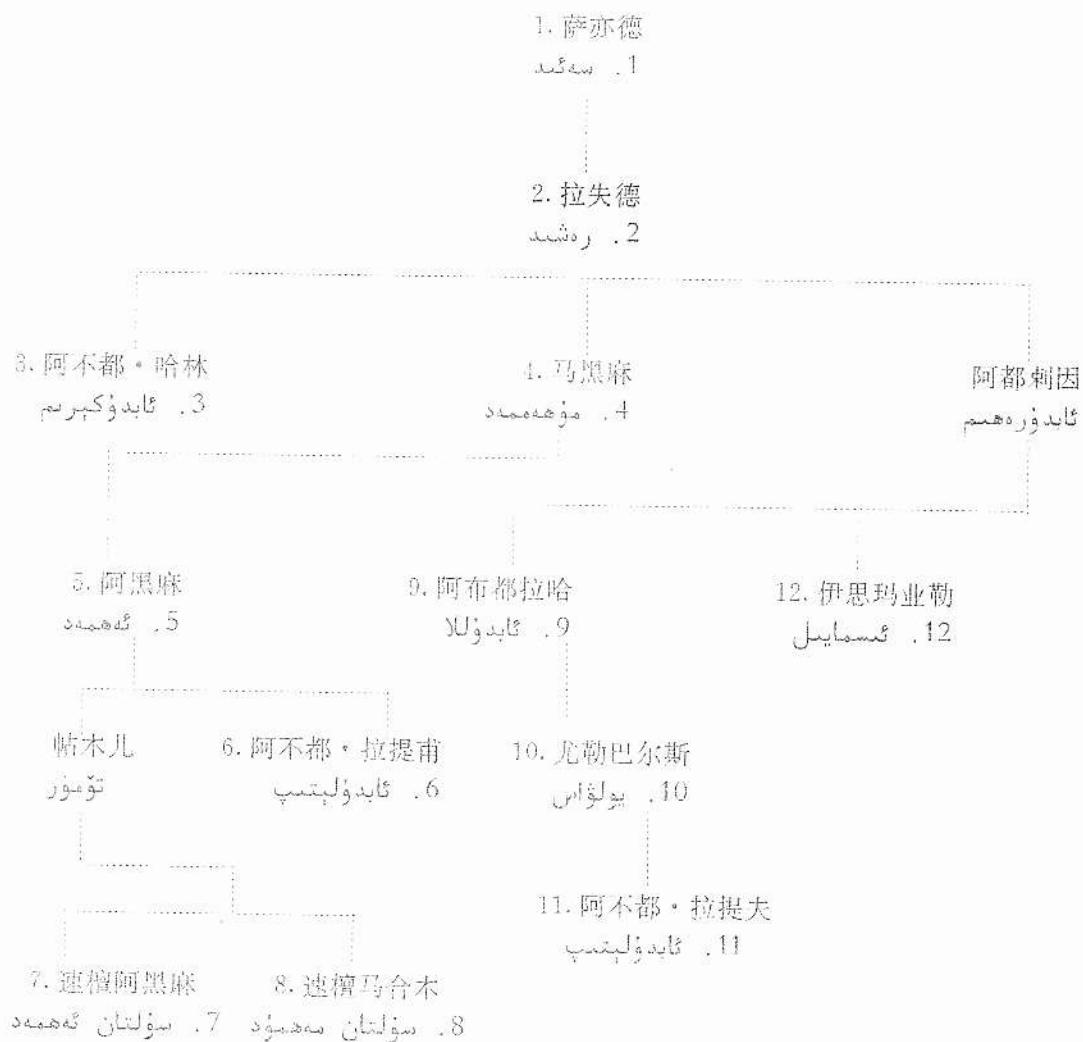 1. 萨亦德
1. سەئىد
2. 拉失德
2. رەشىد
3. 阿不都·哈林
3. ئابدۇكېرىم
4. 马黑麻
4. مۇھەممەد
阿都剌因
ئابدۇرەھىم
5. 阿黑麻
5. ئەھمەد
9. 阿布都拉哈
9. ئابدۇللا
12. 伊思玛业勒
12. ئىسمايىل
帖木儿
تۆمۈر
6. 阿不都·拉提甫
6. ئابدۇلېتىپ
10. 尤勒巴尔斯
10. يولۋاس
11. 阿不都·拉提夫
11. ئابدۇلېتىپ
7. 速檀阿黑麻
7. سۇلتان ئەھمەد
8. 速檀马合木
8. سۇلتان مەھمۇد